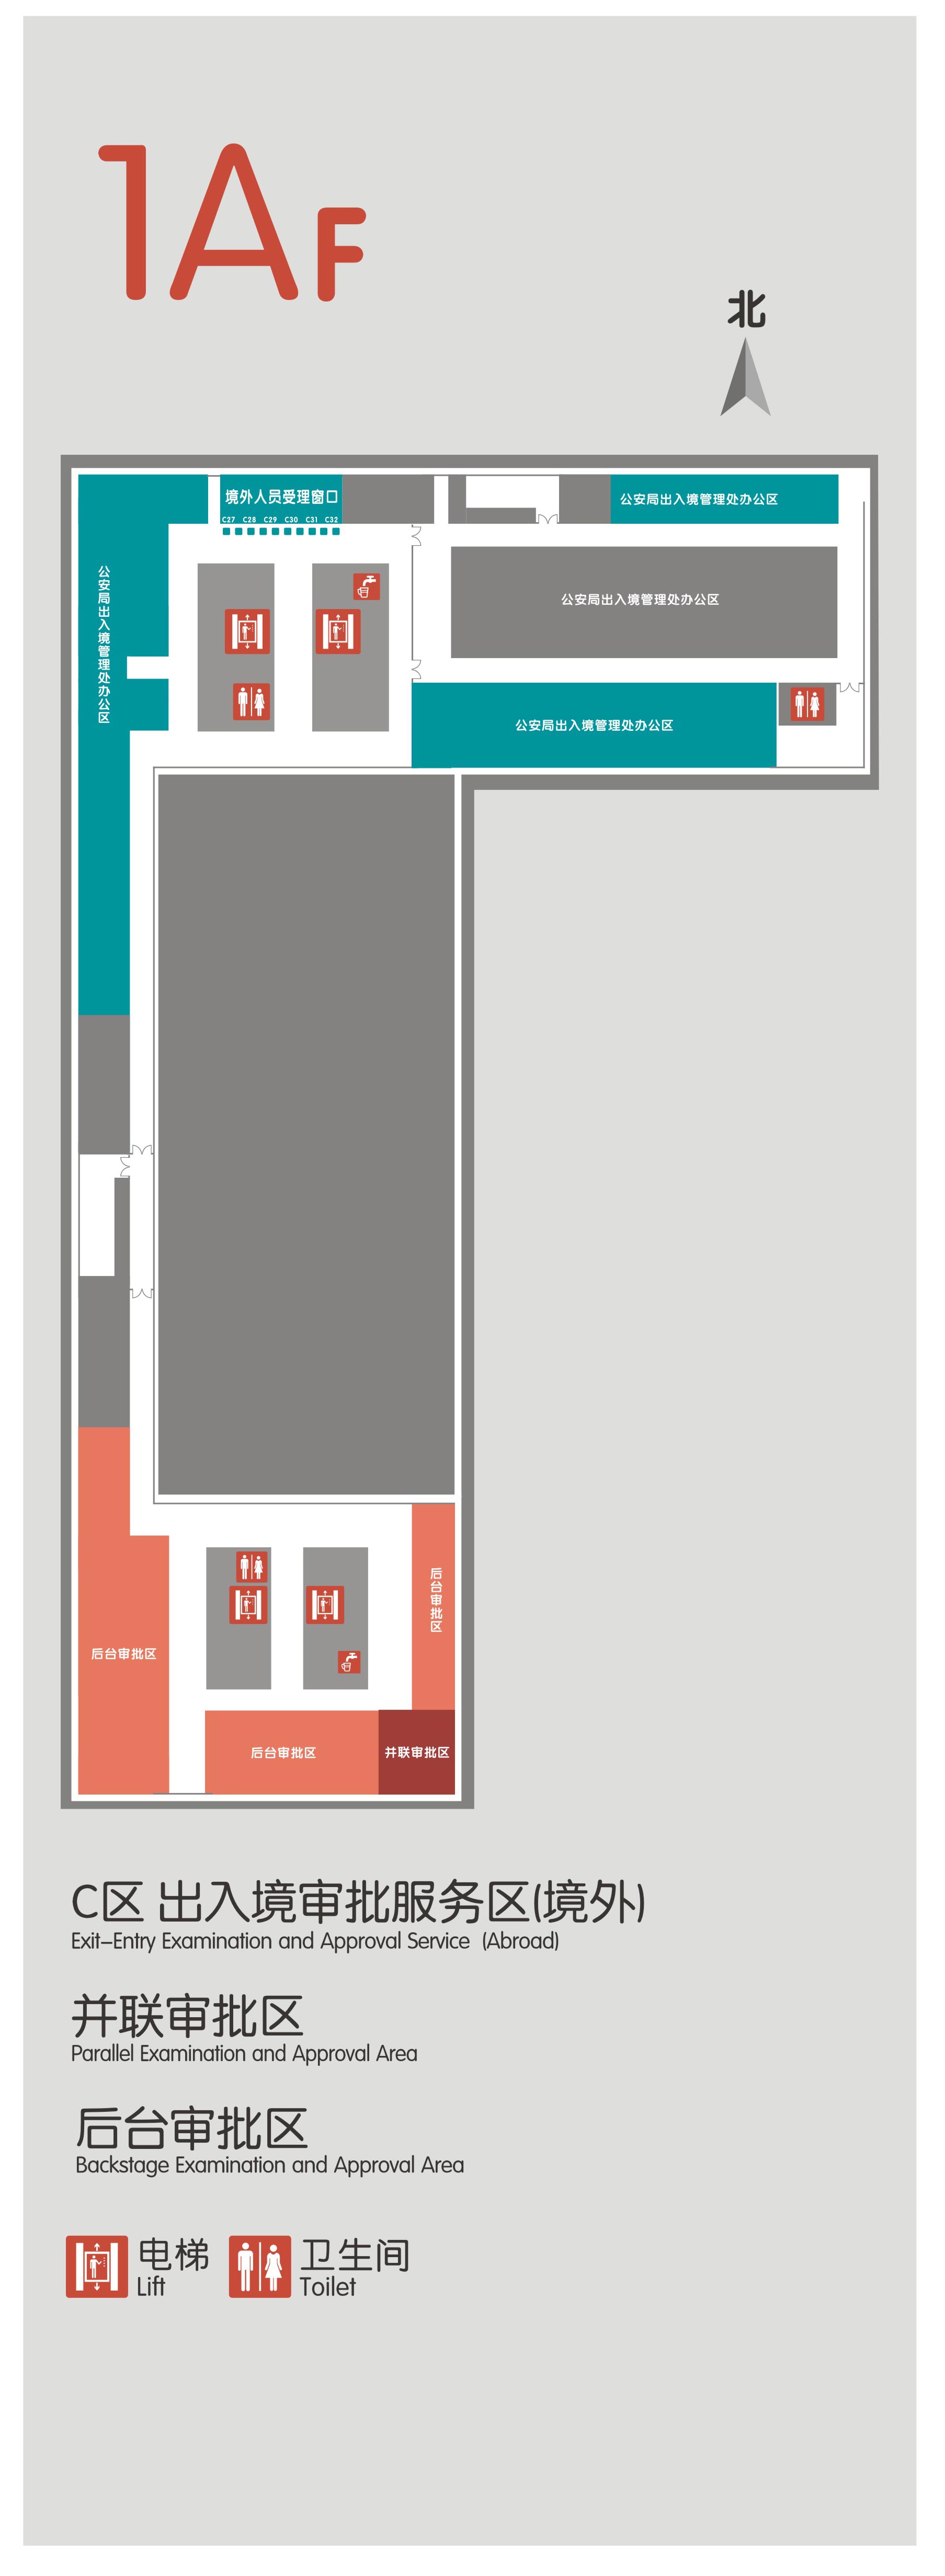 1AF
北
境外人员受理窗口
C27 C28 C29 C30 C31 C32
公安局出入境管理处办公区
公安局出入境管理处办公区
公安局出入境管理处办公区
公安局出入境管理处办公区
后台审批区
后台审批区
后台审批区
并联审批区
C区 出入境审批服务区(境外)
Exit-Entry Examination and Approval Service (Abroad)
并联审批区
Parallel Examination and Approval Area
后台审批区
Backstage Examination and Approval Area
电梯 卫生间
Lift Toilet